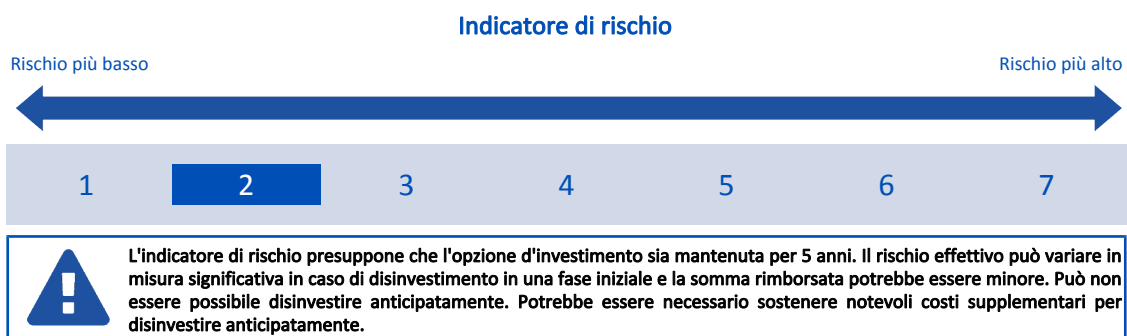 Indicatore di rischio
Rischio più basso Rischio più alto
1 2 3 4 5 6 7
L'indicatore di rischio presuppone che l'opzione d'investimento sia mantenuta per 5 anni. Il rischio effettivo può variare in
misura significativa in caso di disinvestimento in una fase iniziale e la somma rimborsata potrebbe essere minore. Può non
essere possibile disinvestire anticipatamente. Potrebbe essere necessario sostenere notevoli costi supplementari per
disinvestire anticipatamente.